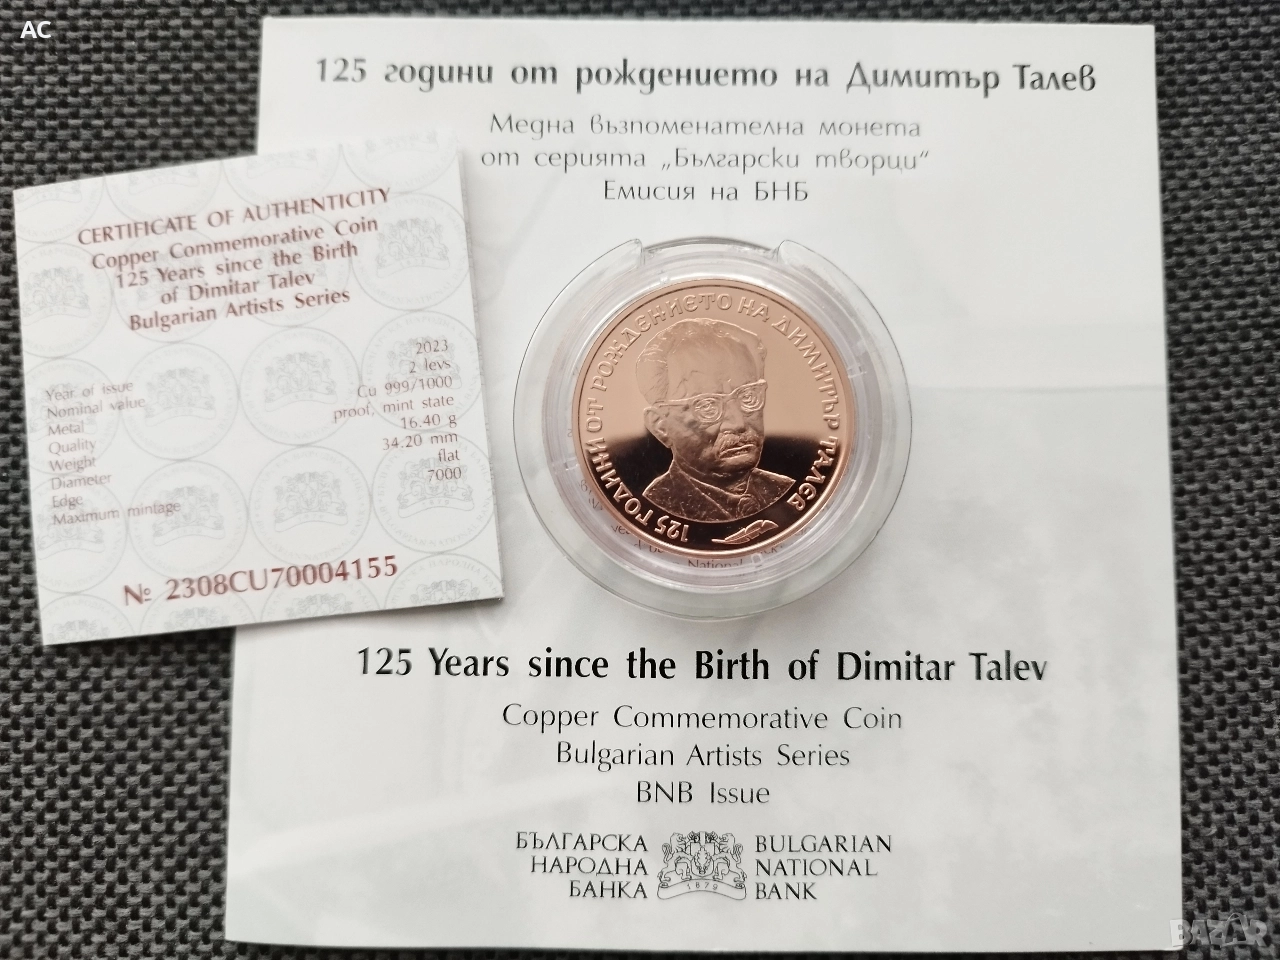 AC
125 години от рождението на Димитър Талев
Медна възпоменателна монета
от серията „Български творци“
Емисия на БНБ
CERTIFICATE OF AUTHENTICITY
Copper Commemorative Coin
125 Years since the Birth
of Dimitar Talev
Bulgarian Artists Series
Year of issue 2023
Nominal value 2 levs
Metal Cu 999/1000
Quality proof, mint state
Weight 16.40 g
Diameter 34.20 mm
Edge flat
Maximum mintage 7000
№ 2308CU70004155
125 ГОДИНИ ОТ РОЖДЕНИЕТО НА ДИМИТЪР ТАЛЕВ
National
125 Years since the Birth of Dimitar Talev
Copper Commemorative Coin
Bulgarian Artists Series
BNB Issue
БЪЛГАРСКА
НАРОДНА
БАНКА
1879
BULGARIAN
NATIONAL
BANK
BAZAR